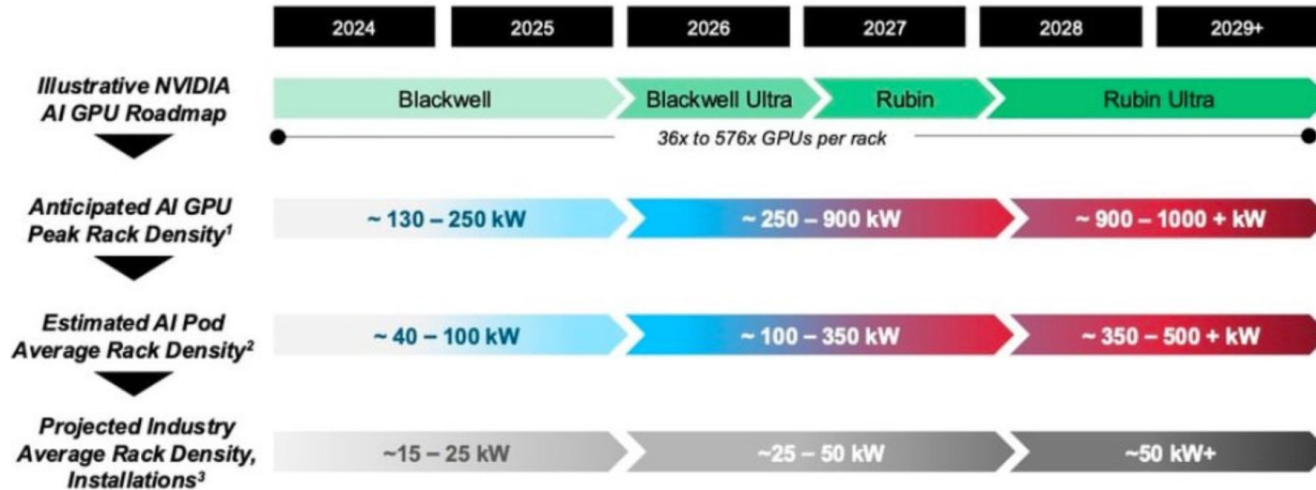 2024
2025
2026
2027
2028
2029+
Illustrative NVIDIA
AI GPU Roadmap
Blackwell
Blackwell Ultra
Rubin
Rubin Ultra
36x to 576x GPUs per rack
Anticipated AI GPU
Peak Rack Density¹
~ 130 – 250 kW
~ 250 – 900 kW
~ 900 – 1000 + kW
Estimated AI Pod
Average Rack Density²
~ 40 – 100 kW
~ 100 – 350 kW
~ 350 – 500 + kW
Projected Industry
Average Rack Density,
Installations³
~15 – 25 kW
~25 – 50 kW
~50 kW+